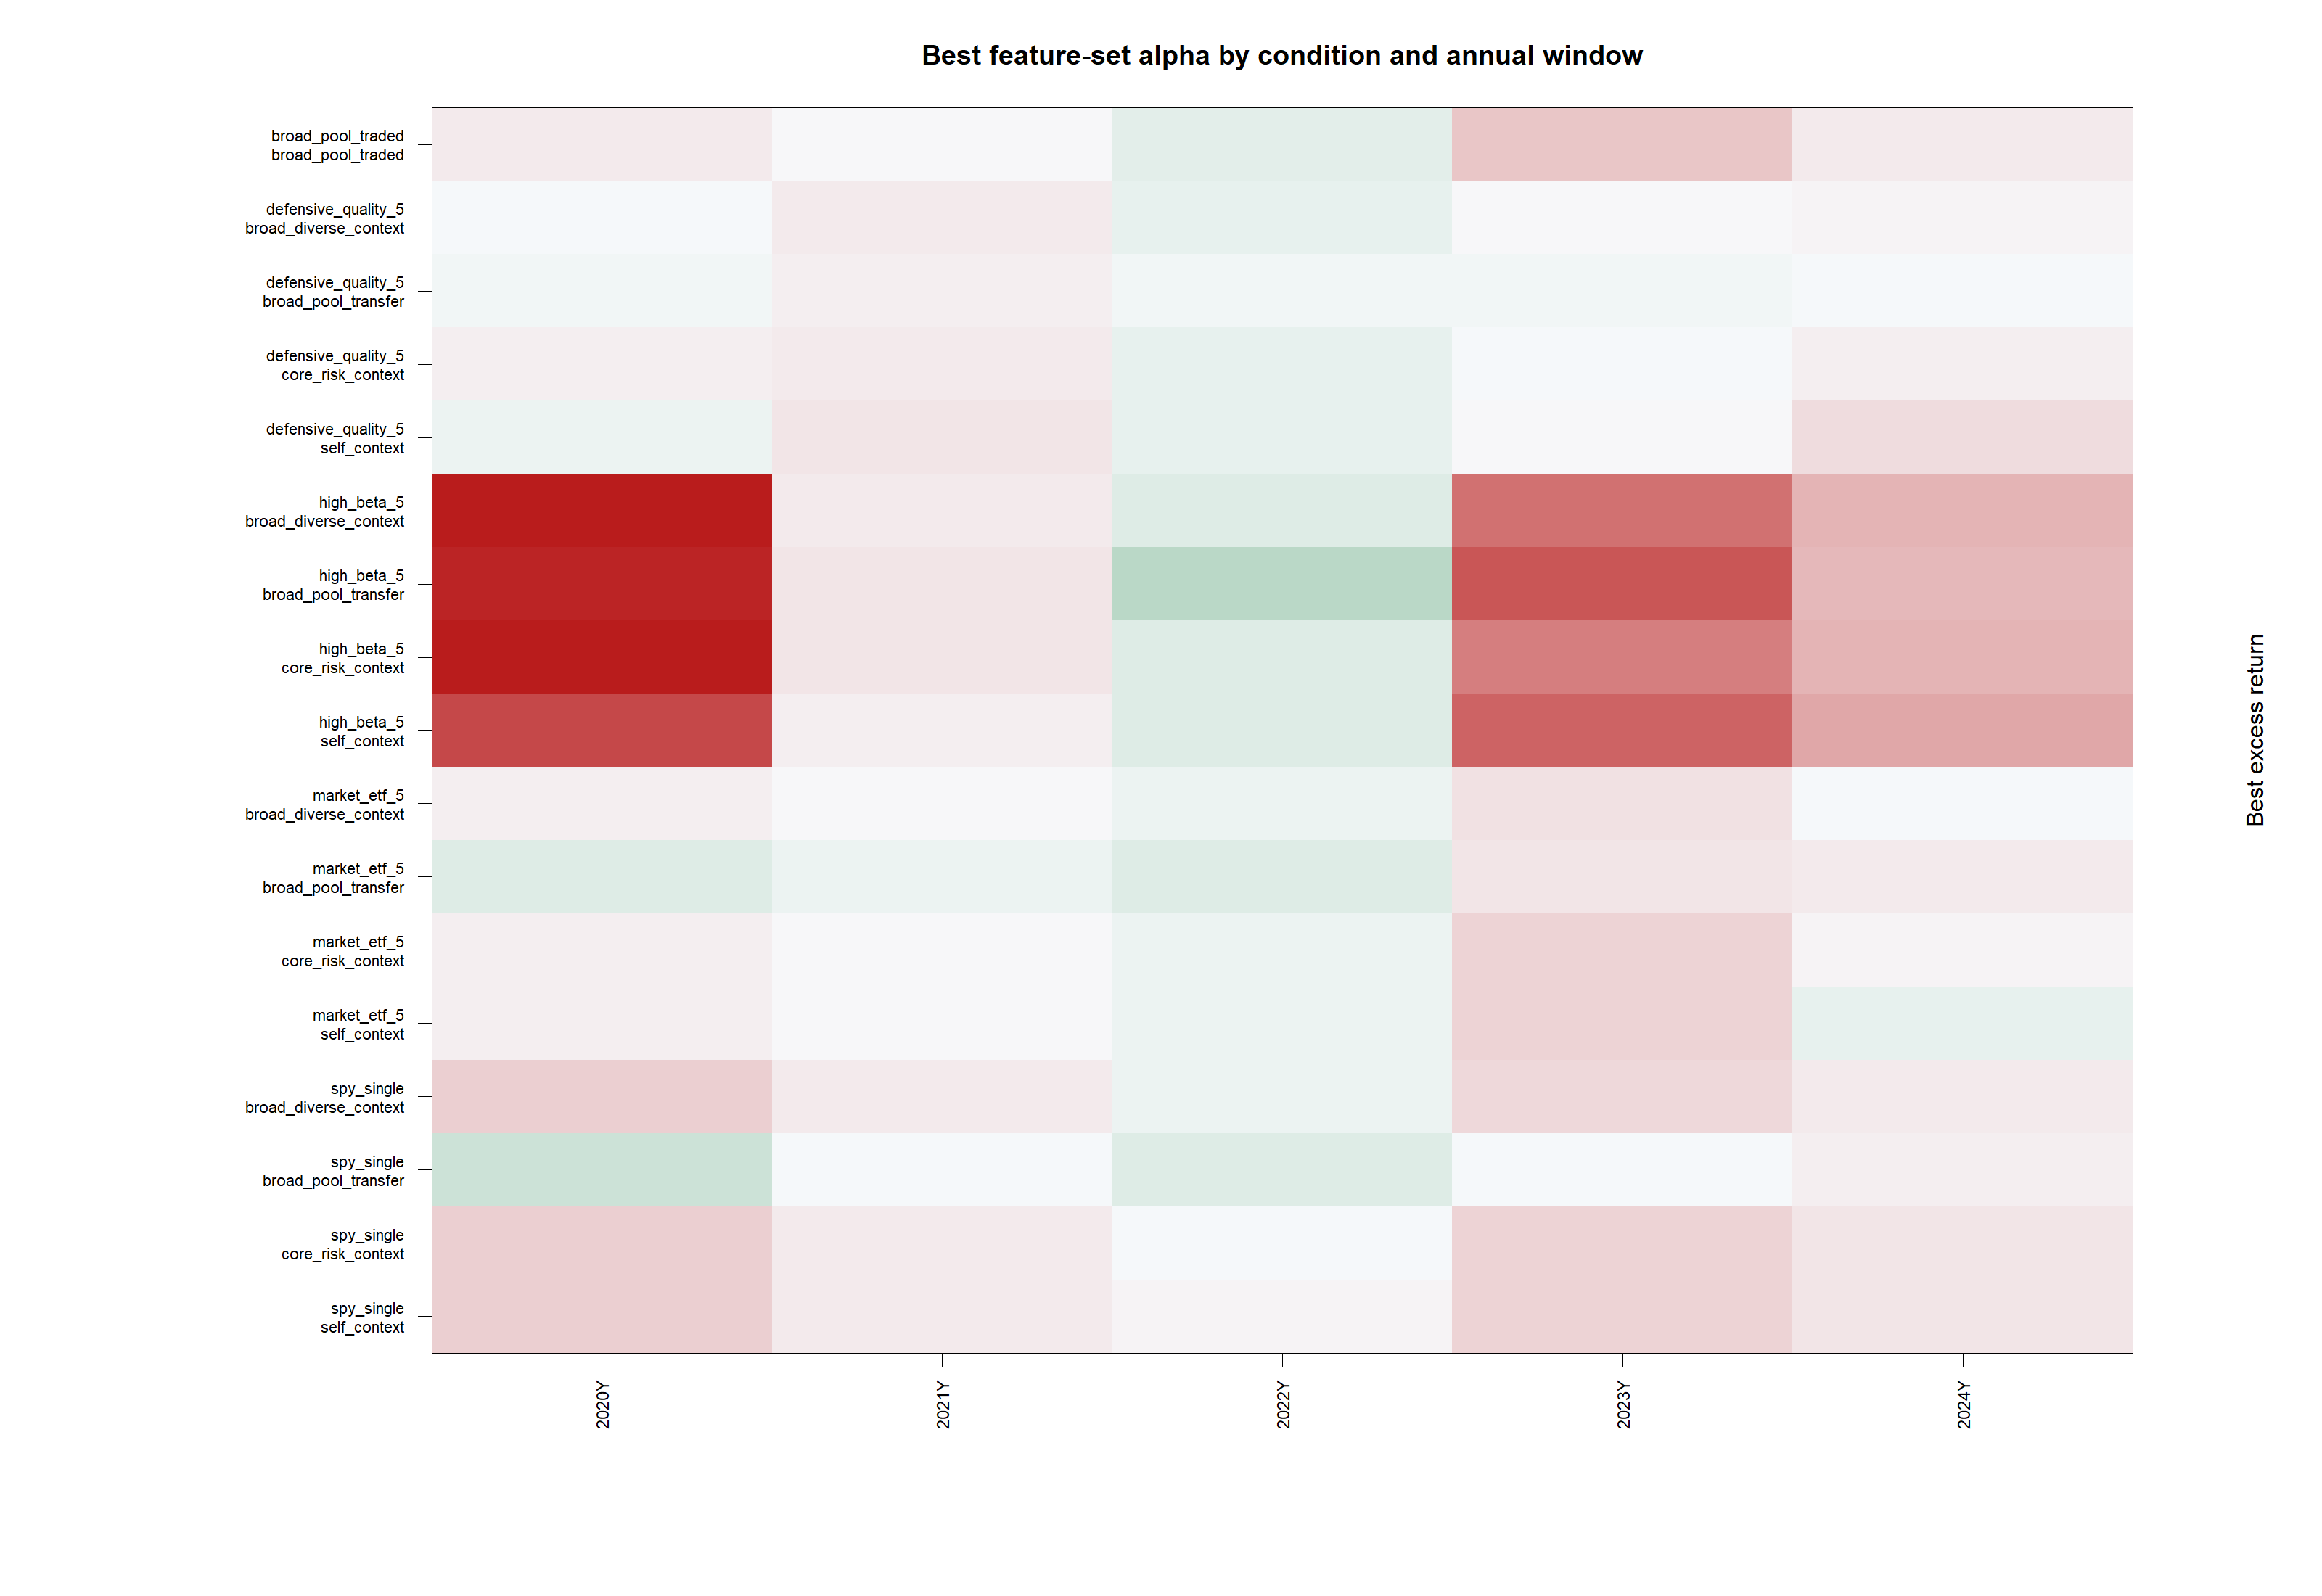 Best feature-set alpha by condition and annual window
broad_pool_traded
broad_pool_traded
defensive_quality_5
broad_diverse_context
defensive_quality_5
broad_pool_transfer
defensive_quality_5
core_risk_context
defensive_quality_5
self_context
high_beta_5
broad_diverse_context
high_beta_5
broad_pool_transfer
high_beta_5
core_risk_context
high_beta_5
self_context
market_etf_5
broad_diverse_context
market_etf_5
broad_pool_transfer
market_etf_5
core_risk_context
market_etf_5
self_context
spy_single
broad_diverse_context
spy_single
broad_pool_transfer
spy_single
core_risk_context
spy_single
self_context
2020Y
2021Y
2022Y
2023Y
2024Y
Best excess return